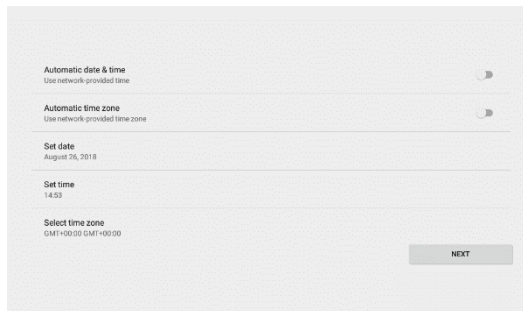 Automatic date & time
Use network-provided time
Automatic time zone
Use network-provided time zone
Set date
August 26, 2018
Set time
14:53
Select time zone
GMT+00:00 GMT+00:00
NEXT